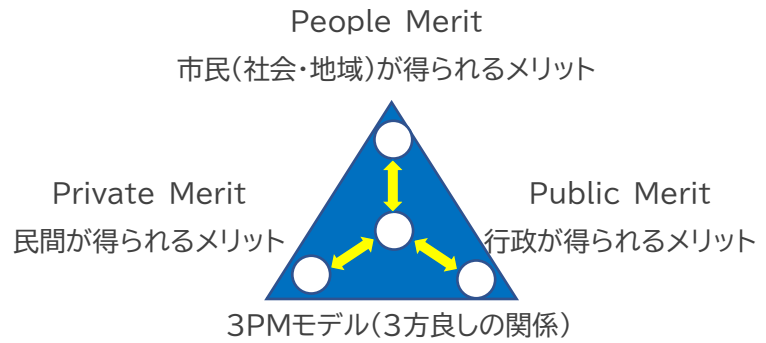 People Merit
市民(社会・地域)が得られるメリット
Private Merit
民間が得られるメリット
Public Merit
行政が得られるメリット
3PMモデル(3方良しの関係)